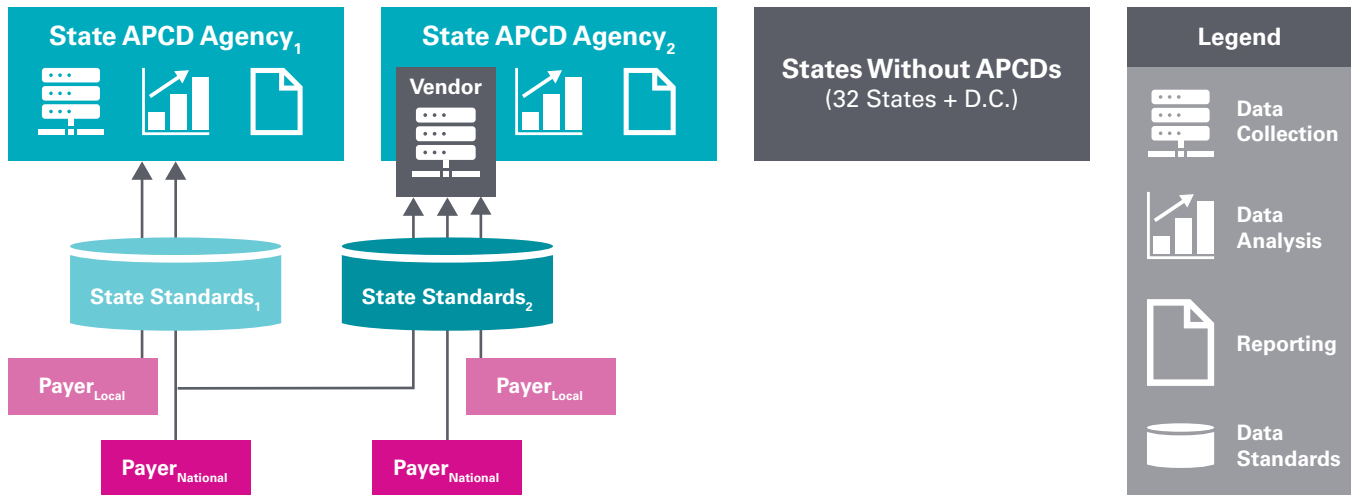 State APCD Agency1
State APCD Agency2
Vendor
States Without APCDs
(32 States + D.C.)
State Standards1
State Standards2
PayerLocal
PayerLocal
PayerNational
PayerNational
Legend
Data
Collection
Data
Analysis
Reporting
Data
Standards